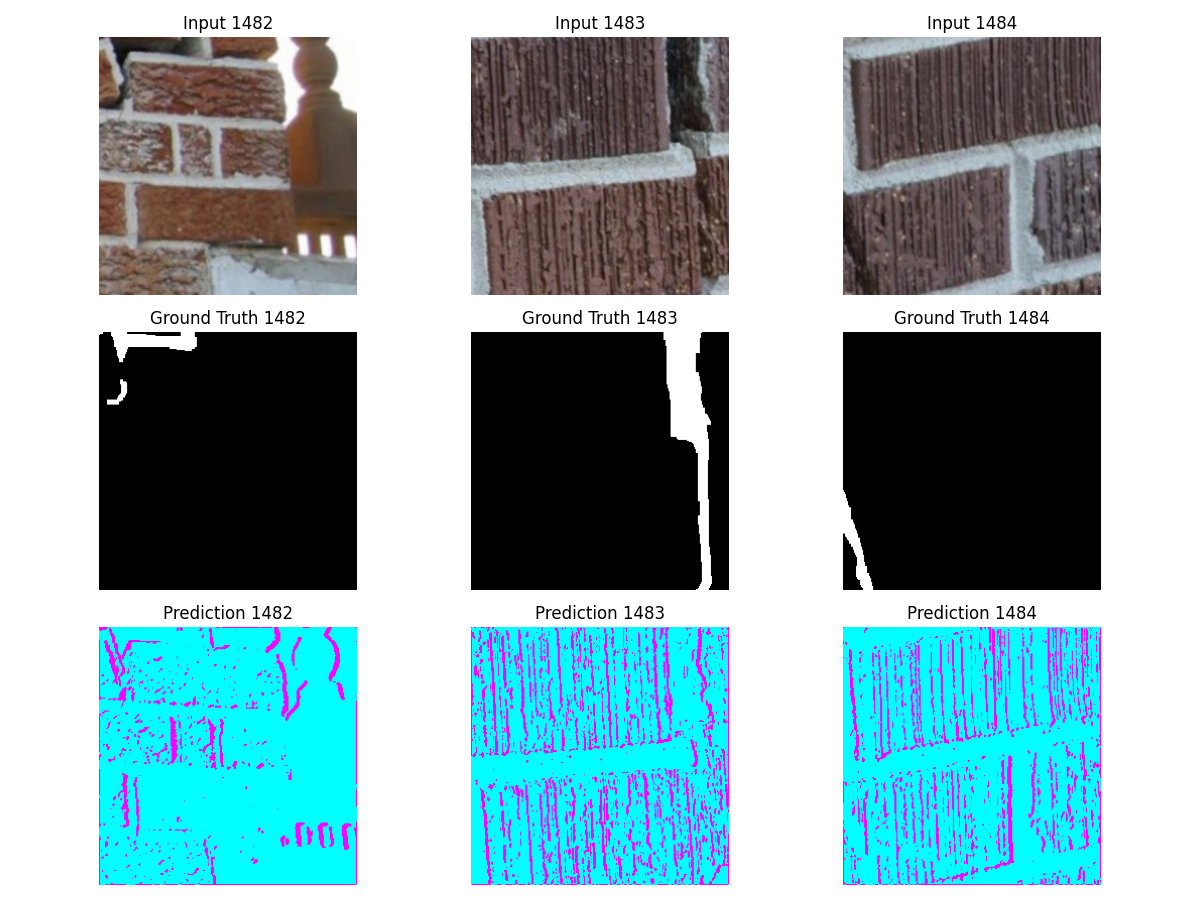 Input 1482
Input 1483
Input 1484
Ground Truth 1482
Ground Truth 1483
Ground Truth 1484
Prediction 1482
Prediction 1483
Prediction 1484